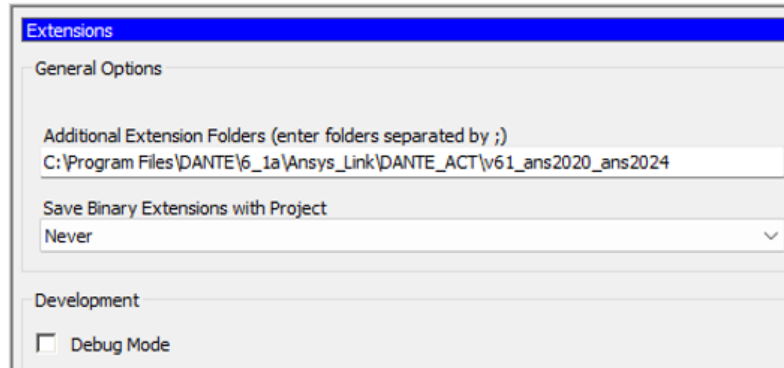 Extensions
General Options
Additional Extension Folders (enter folders separated by ;)
C:\Program Files\DANTE\6_1a\Ansys_Link\DANTE_ACT\v61_ans2020_ans2024
Save Binary Extensions with Project
Never
Development
Debug Mode